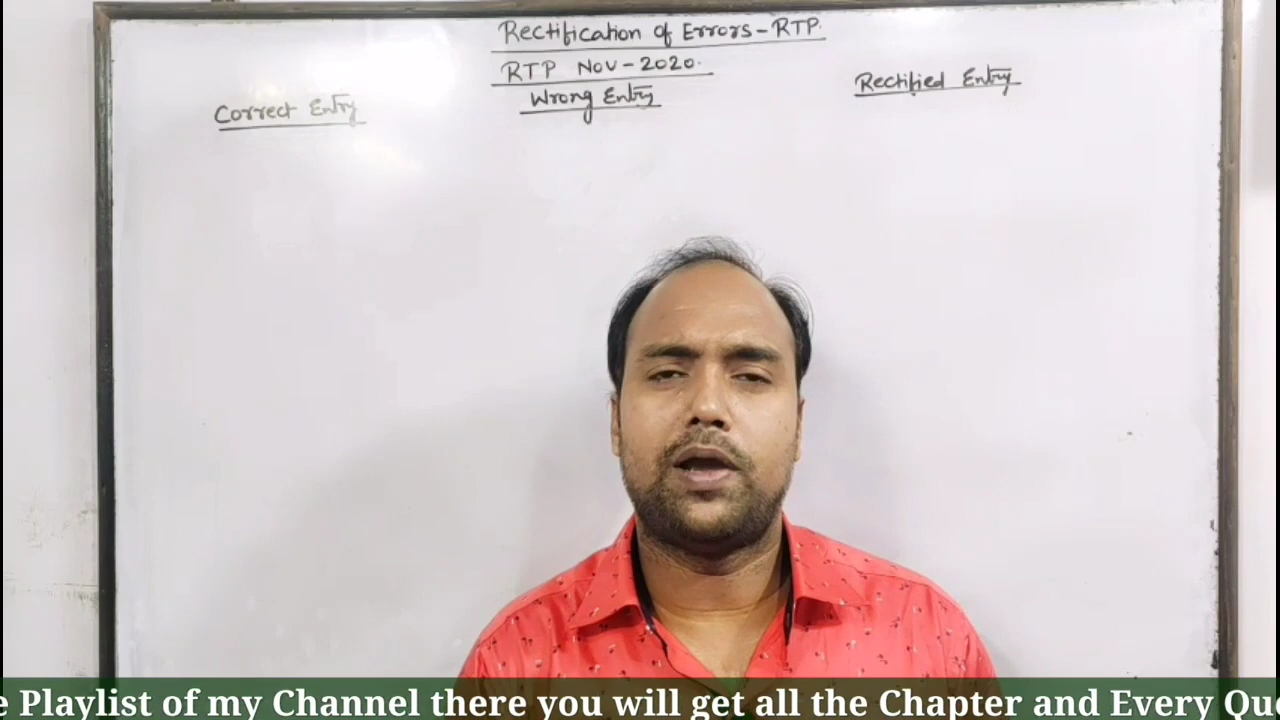 Rectification of Errors-RTP.
RTP Nov-2020.
Correct Entry
Wrong Entry
Rectified Entry
e Playlist of my Channel there you will get all the Chapter and Every Qu